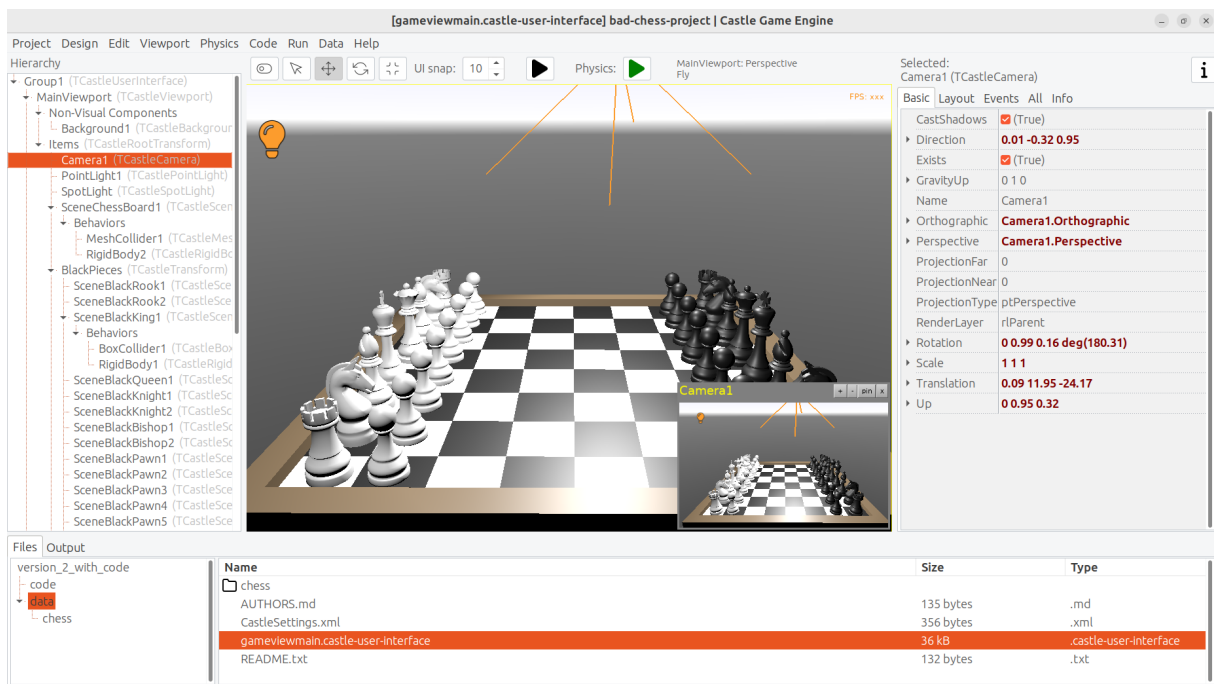 [gameviewmain.castle-user-interface] bad-chess-project | Castle Game Engine
Project Design Edit Viewport Physics Code Run Data Help
Hierarchy
Group1 (TCastleUserInterface)
MainViewport (TCastleViewport)
Non-Visual Components
Background1 (TCastleBackgrour
Items (TCastleRootTransform)
Camera1 (TCastleCamera)
PointLight1 (TCastlePointLight)
SpotLight (TCastleSpotLight)
SceneChessBoard1 (TCastleScer
Behaviors
MeshCollider1 (TCastleMes
RigidBody2 (TCastleRigidBc
BlackPieces (TCastleTransform)
SceneBlackRook1 (TCastleSce
SceneBlackRook2 (TCastleSce
SceneBlackKing1 (TCastleScer
Behaviors
BoxCollider1 (TCastleBox
RigidBody1 (TCastleRigid
SceneBlackQueen1 (TCastleSc
SceneBlackKnight1 (TCastleSc
SceneBlackKnight2 (TCastleSc
SceneBlackBishop1 (TCastleSc
SceneBlackBishop2 (TCastleSc
SceneBlackPawn1 (TCastleSce
SceneBlackPawn2 (TCastleSce
SceneBlackPawn3 (TCastleSce
SceneBlackPawn4 (TCastleSce
SceneBlackPawn5 (TCastleSce
UI snap: 10
Physics:
MainViewport: Perspective
Fly
FPS: xxx
Camera1
+ - pin x
Selected:
Camera1 (TCastleCamera)
i
Basic Layout Events All Info
CastShadows (True)
Direction 0.01 -0.32 0.95
Exists (True)
GravityUp 0 1 0
Name Camera1
Orthographic Camera1.Orthographic
Perspective Camera1.Perspective
ProjectionFar 0
ProjectionNear 0
ProjectionType ptPerspective
RenderLayer rlParent
Rotation 0 0.99 0.16 deg(180.31)
Scale 1 1 1
Translation 0.09 11.95 -24.17
Up 0 0.95 0.32
Files Output
version_2_with_code
code
data
chess
Name Size Type
chess
AUTHORS.md 135 bytes .md
CastleSettings.xml 356 bytes .xml
gameviewmain.castle-user-interface 36 kB .castle-user-interface
README.txt 132 bytes .txt